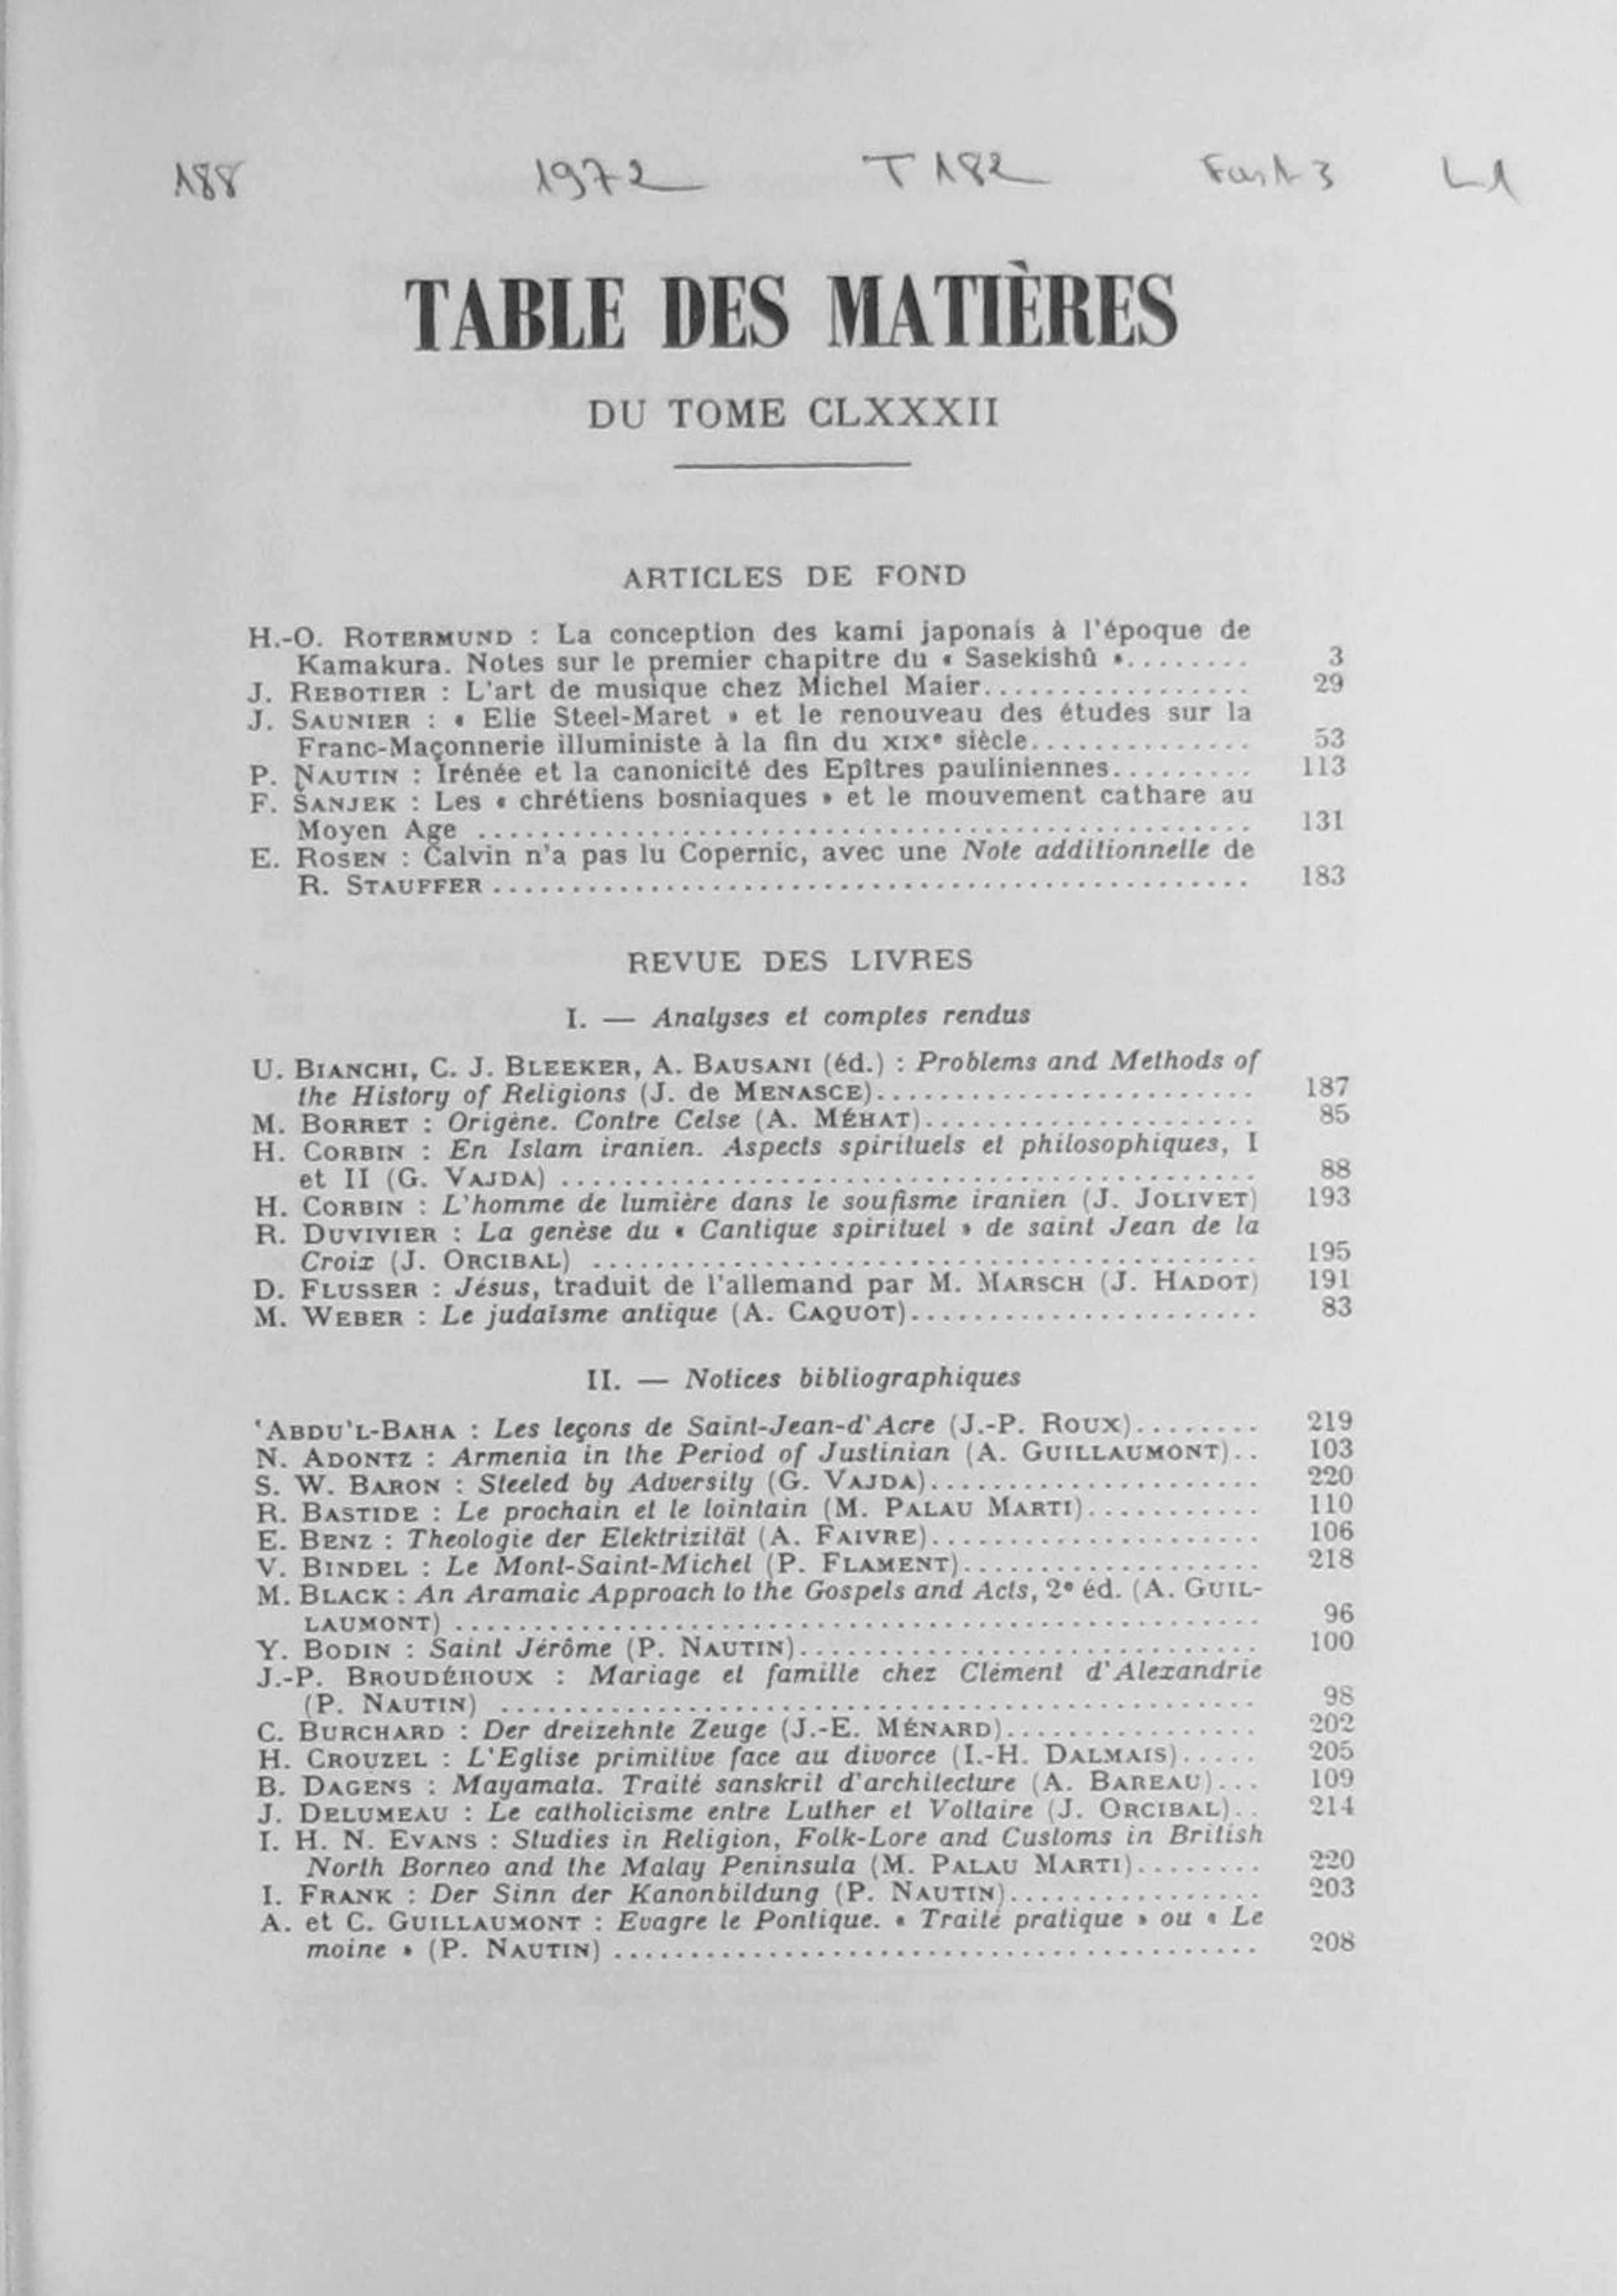 188 1972 T 182 Fasc 3 L1
TABLE DES MATIÈRES
DU TOME CLXXXII
ARTICLES DE FOND
H.-O. ROTERMUND : La conception des kami japonais à l'époque de
Kamakura. Notes sur le premier chapitre du « Sasekishû »........ 3
J. REBOTIER : L'art de musique chez Michel Maier................. 29
J. SAUNIER : « Elie Steel-Maret » et le renouveau des études sur la
Franc-Maçonnerie illuministe à la fin du XIXe siècle.............. 53
P. NAUTIN : Irénée et la canonicité des Epîtres pauliniennes......... 113
F. ŠANJEK : Les « chrétiens bosniaques » et le mouvement cathare au
Moyen Age ................................................. 131
E. ROSEN : Calvin n'a pas lu Copernic, avec une Note additionnelle de
R. STAUFFER ................................................ 183
REVUE DES LIVRES
I. — Analyses et comptes rendus
U. BIANCHI, C. J. BLEEKER, A. BAUSANI (éd.) : Problems and Methods of
the History of Religions (J. de MENASCE)........................ 187
M. BORRET : Origène. Contre Celse (A. MÉHAT)..................... 85
H. CORBIN : En Islam iranien. Aspects spirituels et philosophiques, I
et II (G. VAJDA) ............................................ 88
H. CORBIN : L'homme de lumière dans le soufisme iranien (J. JOLIVET) 193
R. DUVIVIER : La genèse du « Cantique spirituel » de saint Jean de la
Croix (J. ORCIBAL) .......................................... 195
D. FLUSSER : Jésus, traduit de l'allemand par M. MARSCH (J. HADOT) 191
M. WEBER : Le judaïsme antique (A. CAQUOT)...................... 83
II. — Notices bibliographiques
'ABDU'L-BAHA : Les leçons de Saint-Jean-d'Acre (J.-P. ROUX)........ 219
N. ADONTZ : Armenia in the Period of Justinian (A. GUILLAUMONT).. 103
S. W. BARON : Steeled by Adversity (G. VAJDA)..................... 220
R. BASTIDE : Le prochain et le lointain (M. PALAU MARTI)........... 110
E. BENZ : Theologie der Elektrizität (A. FAIVRE)..................... 106
V. BINDEL : Le Mont-Saint-Michel (P. FLAMENT)................... 218
M. BLACK : An Aramaic Approach to the Gospels and Acts, 2e éd. (A. GUIL-
LAUMONT) ................................................... 96
Y. BODIN : Saint Jérôme (P. NAUTIN)............................. 100
J.-P. BROUDÉHOUX : Mariage et famille chez Clément d'Alexandrie
(P. NAUTIN) ................................................ 98
C. BURCHARD : Der dreizehnte Zeuge (J.-E. MÉNARD)................ 202
H. CROUZEL : L'Eglise primitive face au divorce (I.-H. DALMAIS)..... 205
B. DAGENS : Mayamata. Traité sanskrit d'architecture (A. BAREAU)... 109
J. DELUMEAU : Le catholicisme entre Luther et Voltaire (J. ORCIBAL).. 214
I. H. N. EVANS : Studies in Religion, Folk-Lore and Customs in British
North Borneo and the Malay Peninsula (M. PALAU MARTI)........ 220
I. FRANK : Der Sinn der Kanonbildung (P. NAUTIN)................ 203
A. et C. GUILLAUMONT : Evagre le Pontique. « Traité pratique » ou « Le
moine » (P. NAUTIN) ......................................... 208